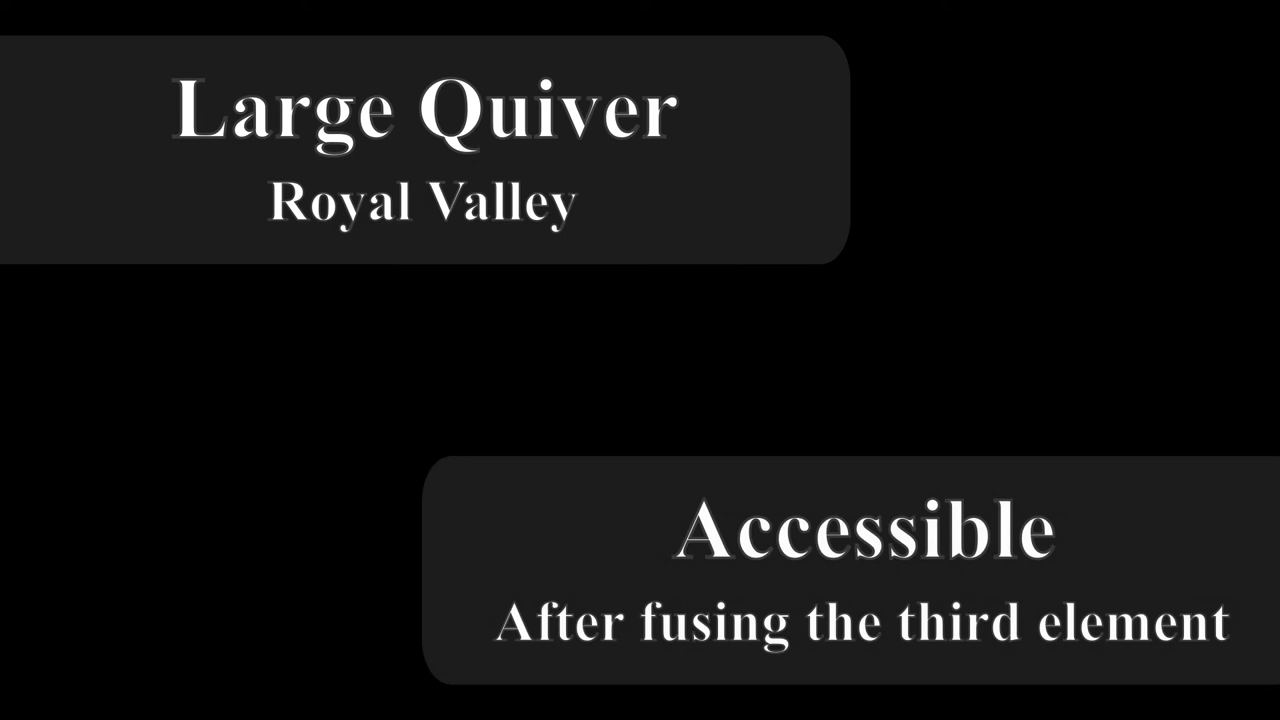 Large Quiver
Royal Valley
Accessible
After fusing the third element